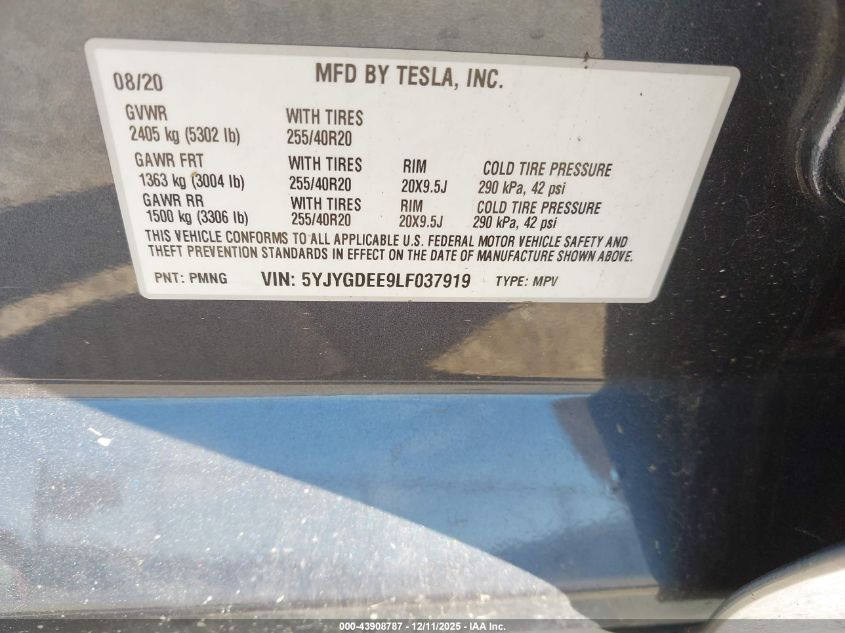 08/20 MFD BY TESLA, INC.
GVWR WITH TIRES
2405 kg (5302 lb) 255/40R20
GAWR FRT WITH TIRES RIM COLD TIRE PRESSURE
1363 kg (3004 lb) 255/40R20 20X9.5J 290 kPa, 42 psi
GAWR RR WITH TIRES RIM COLD TIRE PRESSURE
1500 kg (3306 lb) 255/40R20 20X9.5J 290 kPa, 42 psi
THIS VEHICLE CONFORMS TO ALL APPLICABLE U.S. FEDERAL MOTOR VEHICLE SAFETY AND
THEFT PREVENTION STANDARDS IN EFFECT ON THE DATE OF MANUFACTURE SHOWN ABOVE.
PNT: PMNG VIN: 5YJYGDEE9LF037919 TYPE: MPV
000-43908787 - 12/11/2025 - IAA Inc.